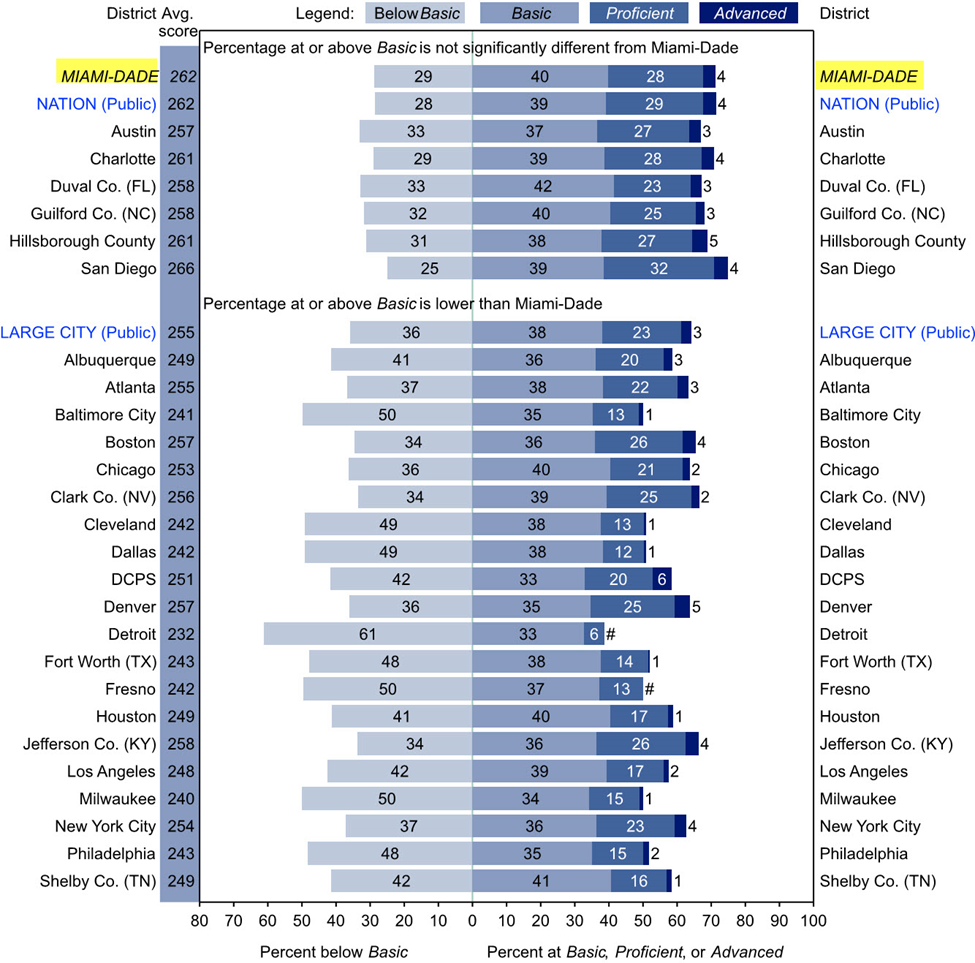 District Avg. score Legend: Below Basic Basic Proficient Advanced District
Percentage at or above Basic is not significantly different from Miami-Dade
MIAMI-DADE 262 29 40 28 4 MIAMI-DADE
NATION (Public) 262 28 39 29 4 NATION (Public)
Austin 257 33 37 27 3 Austin
Charlotte 261 29 39 28 4 Charlotte
Duval Co. (FL) 258 33 42 23 3 Duval Co. (FL)
Guilford Co. (NC) 258 32 40 25 3 Guilford Co. (NC)
Hillsborough County 261 31 38 27 5 Hillsborough County
San Diego 266 25 39 32 4 San Diego
Percentage at or above Basic is lower than Miami-Dade
LARGE CITY (Public) 255 36 38 23 3 LARGE CITY (Public)
Albuquerque 249 41 36 20 3 Albuquerque
Atlanta 255 37 38 22 3 Atlanta
Baltimore City 241 50 35 13 1 Baltimore City
Boston 257 34 36 26 4 Boston
Chicago 253 36 40 21 2 Chicago
Clark Co. (NV) 256 34 39 25 2 Clark Co. (NV)
Cleveland 242 49 38 13 1 Cleveland
Dallas 242 49 38 12 1 Dallas
DCPS 251 42 33 20 6 DCPS
Denver 257 36 35 25 5 Denver
Detroit 232 61 33 6 # Detroit
Fort Worth (TX) 243 48 38 14 1 Fort Worth (TX)
Fresno 242 50 37 13 # Fresno
Houston 249 41 40 17 1 Houston
Jefferson Co. (KY) 258 34 36 26 4 Jefferson Co. (KY)
Los Angeles 248 42 39 17 2 Los Angeles
Milwaukee 240 50 34 15 1 Milwaukee
New York City 254 37 36 23 4 New York City
Philadelphia 243 48 35 15 2 Philadelphia
Shelby Co. (TN) 249 42 41 16 1 Shelby Co. (TN)
80 70 60 50 40 30 20 10 0 10 20 30 40 50 60 70 80 90 100
Percent below Basic Percent at Basic, Proficient, or Advanced